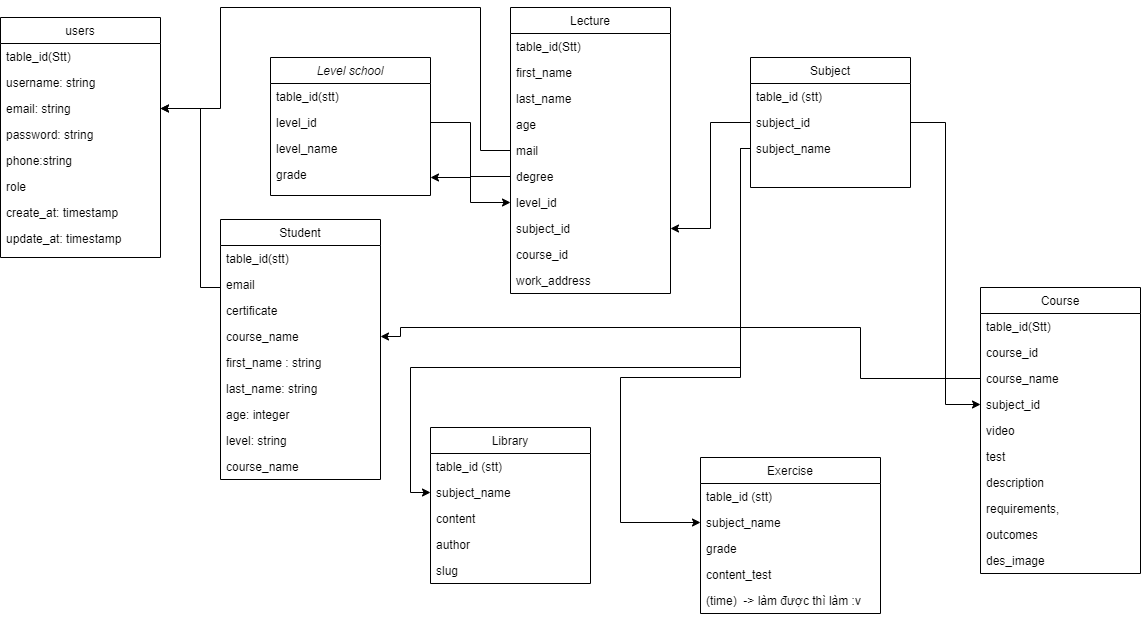 users
table_id(Stt)
username: string
email: string
password: string
phone:string
role
create_at: timestamp
update_at: timestamp
Level school
table_id(stt)
level_id
level_name
grade
Lecture
table_id(Stt)
first_name
last_name
age
mail
degree
level_id
subject_id
course_id
work_address
Subject
table_id (stt)
subject_id
subject_name
Student
table_id(stt)
email
certificate
course_name
first_name : string
last_name: string
age: integer
level: string
course_name
Course
table_id(Stt)
course_id
course_name
subject_id
video
test
description
requirements,
outcomes
des_image
Library
table_id (stt)
subject_name
content
author
slug
Exercise
table_id (stt)
subject_name
grade
content_test
(time) -> làm được thì làm :v